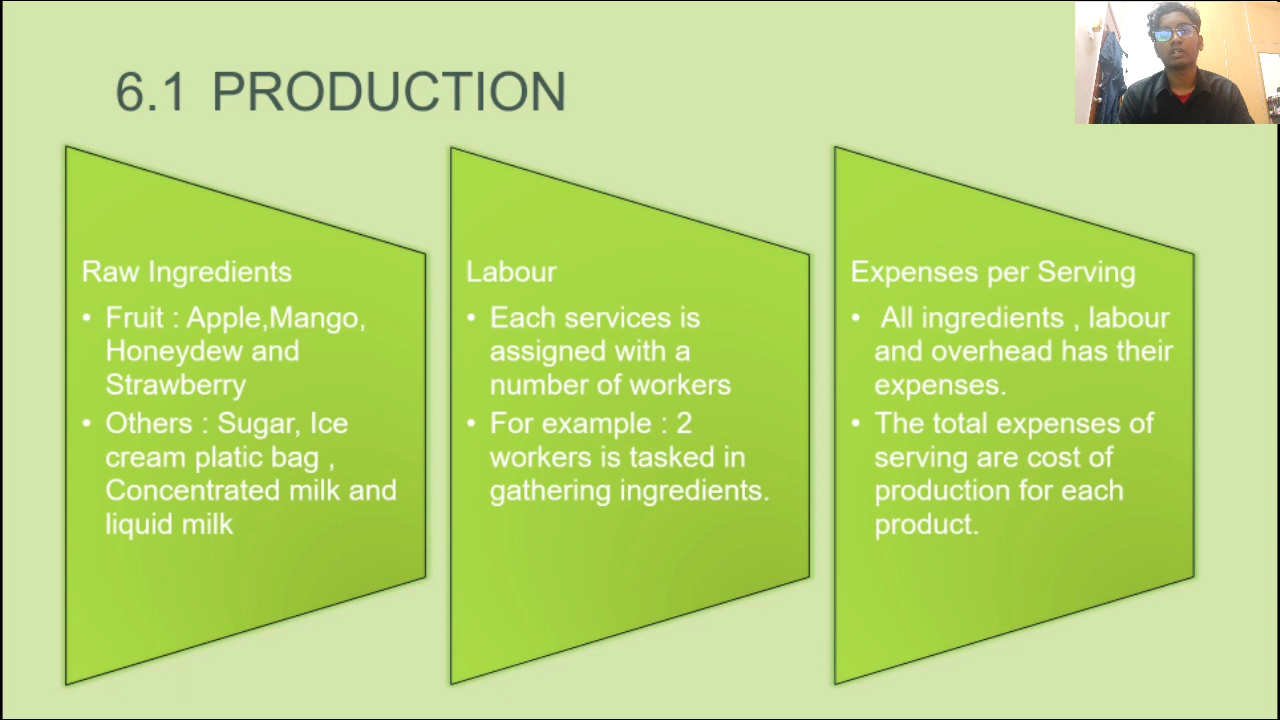 6.1 PRODUCTION
Raw Ingredients
• Fruit : Apple,Mango,
Honeydew and
Strawberry
• Others : Sugar, Ice
cream platic bag ,
Concentrated milk and
liquid milk
Labour
• Each services is
assigned with a
number of workers
• For example : 2
workers is tasked in
gathering ingredients.
Expenses per Serving
• All ingredients , labour
and overhead has their
expenses.
• The total expenses of
serving are cost of
production for each
product.